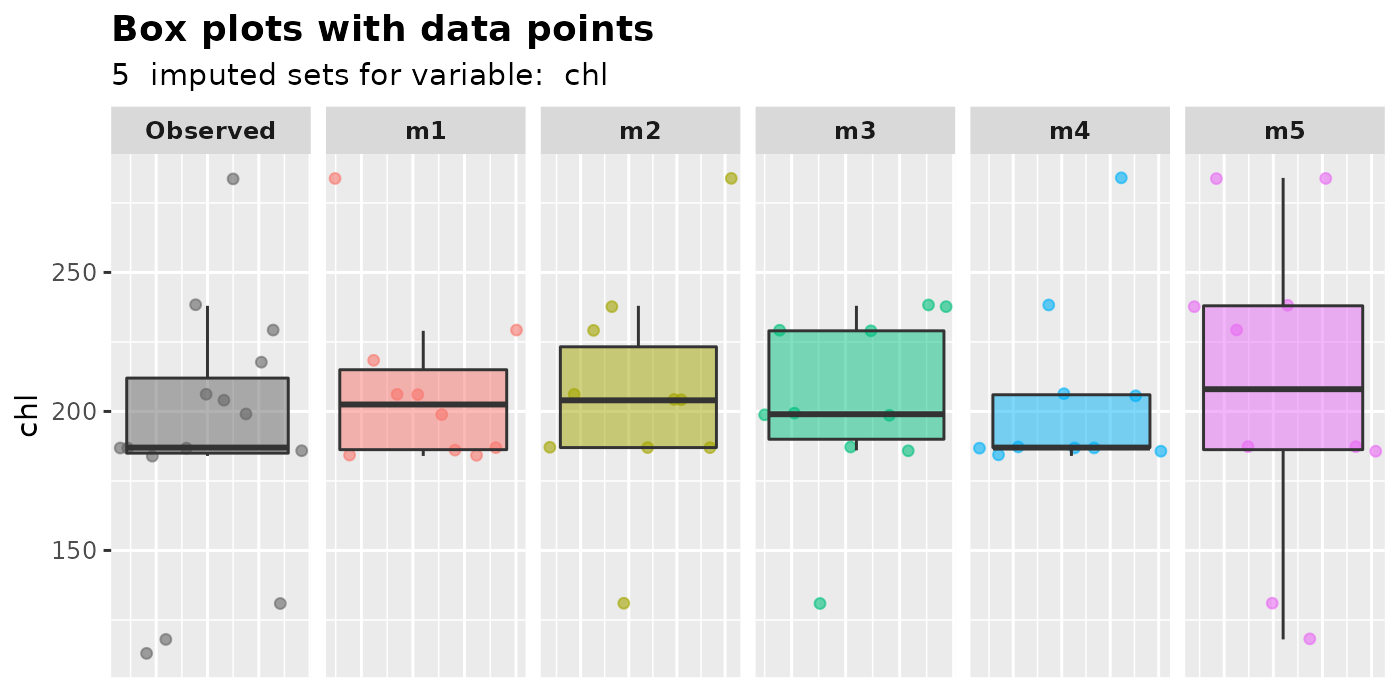 Box plots with data points
5  imputed sets for variable:  chl
Observed
m1
m2
m3
m4
m5
chl
250
200
150